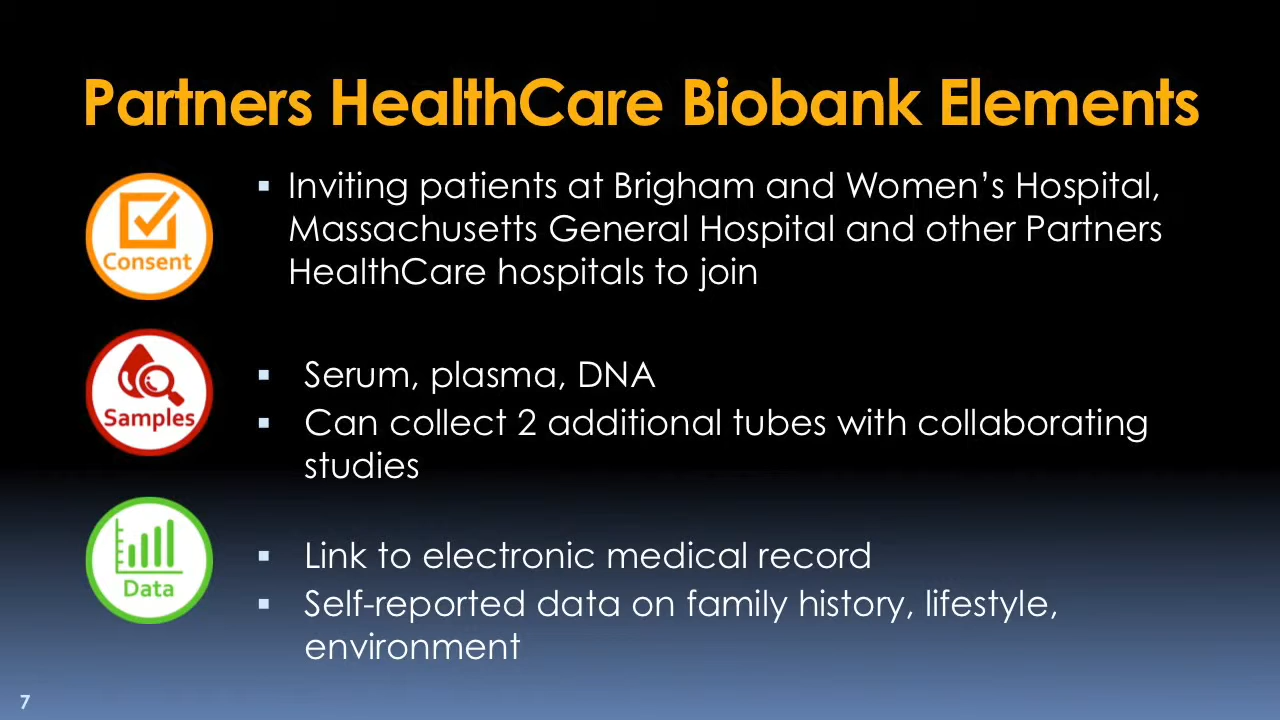 Partners HealthCare Biobank Elements
Consent
▪ Inviting patients at Brigham and Women’s Hospital,
Massachusetts General Hospital and other Partners
HealthCare hospitals to join
Samples
▪ Serum, plasma, DNA
▪ Can collect 2 additional tubes with collaborating
studies
Data
▪ Link to electronic medical record
▪ Self-reported data on family history, lifestyle,
environment
7